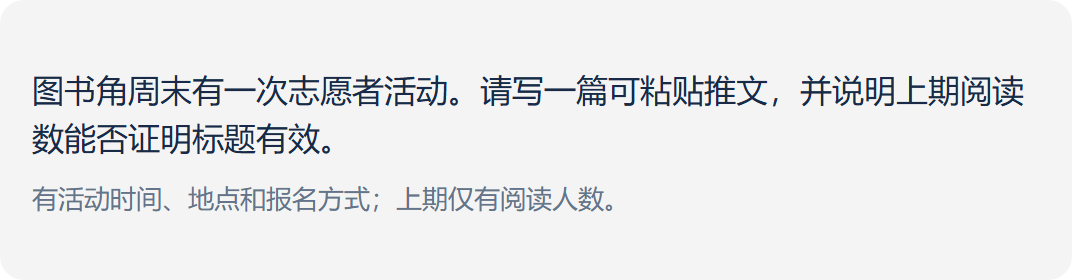 图书角周末有一次志愿者活动。请写一篇可粘贴推文，并说明上期阅读
数能否证明标题有效。
有活动时间、地点和报名方式；上期仅有阅读人数。